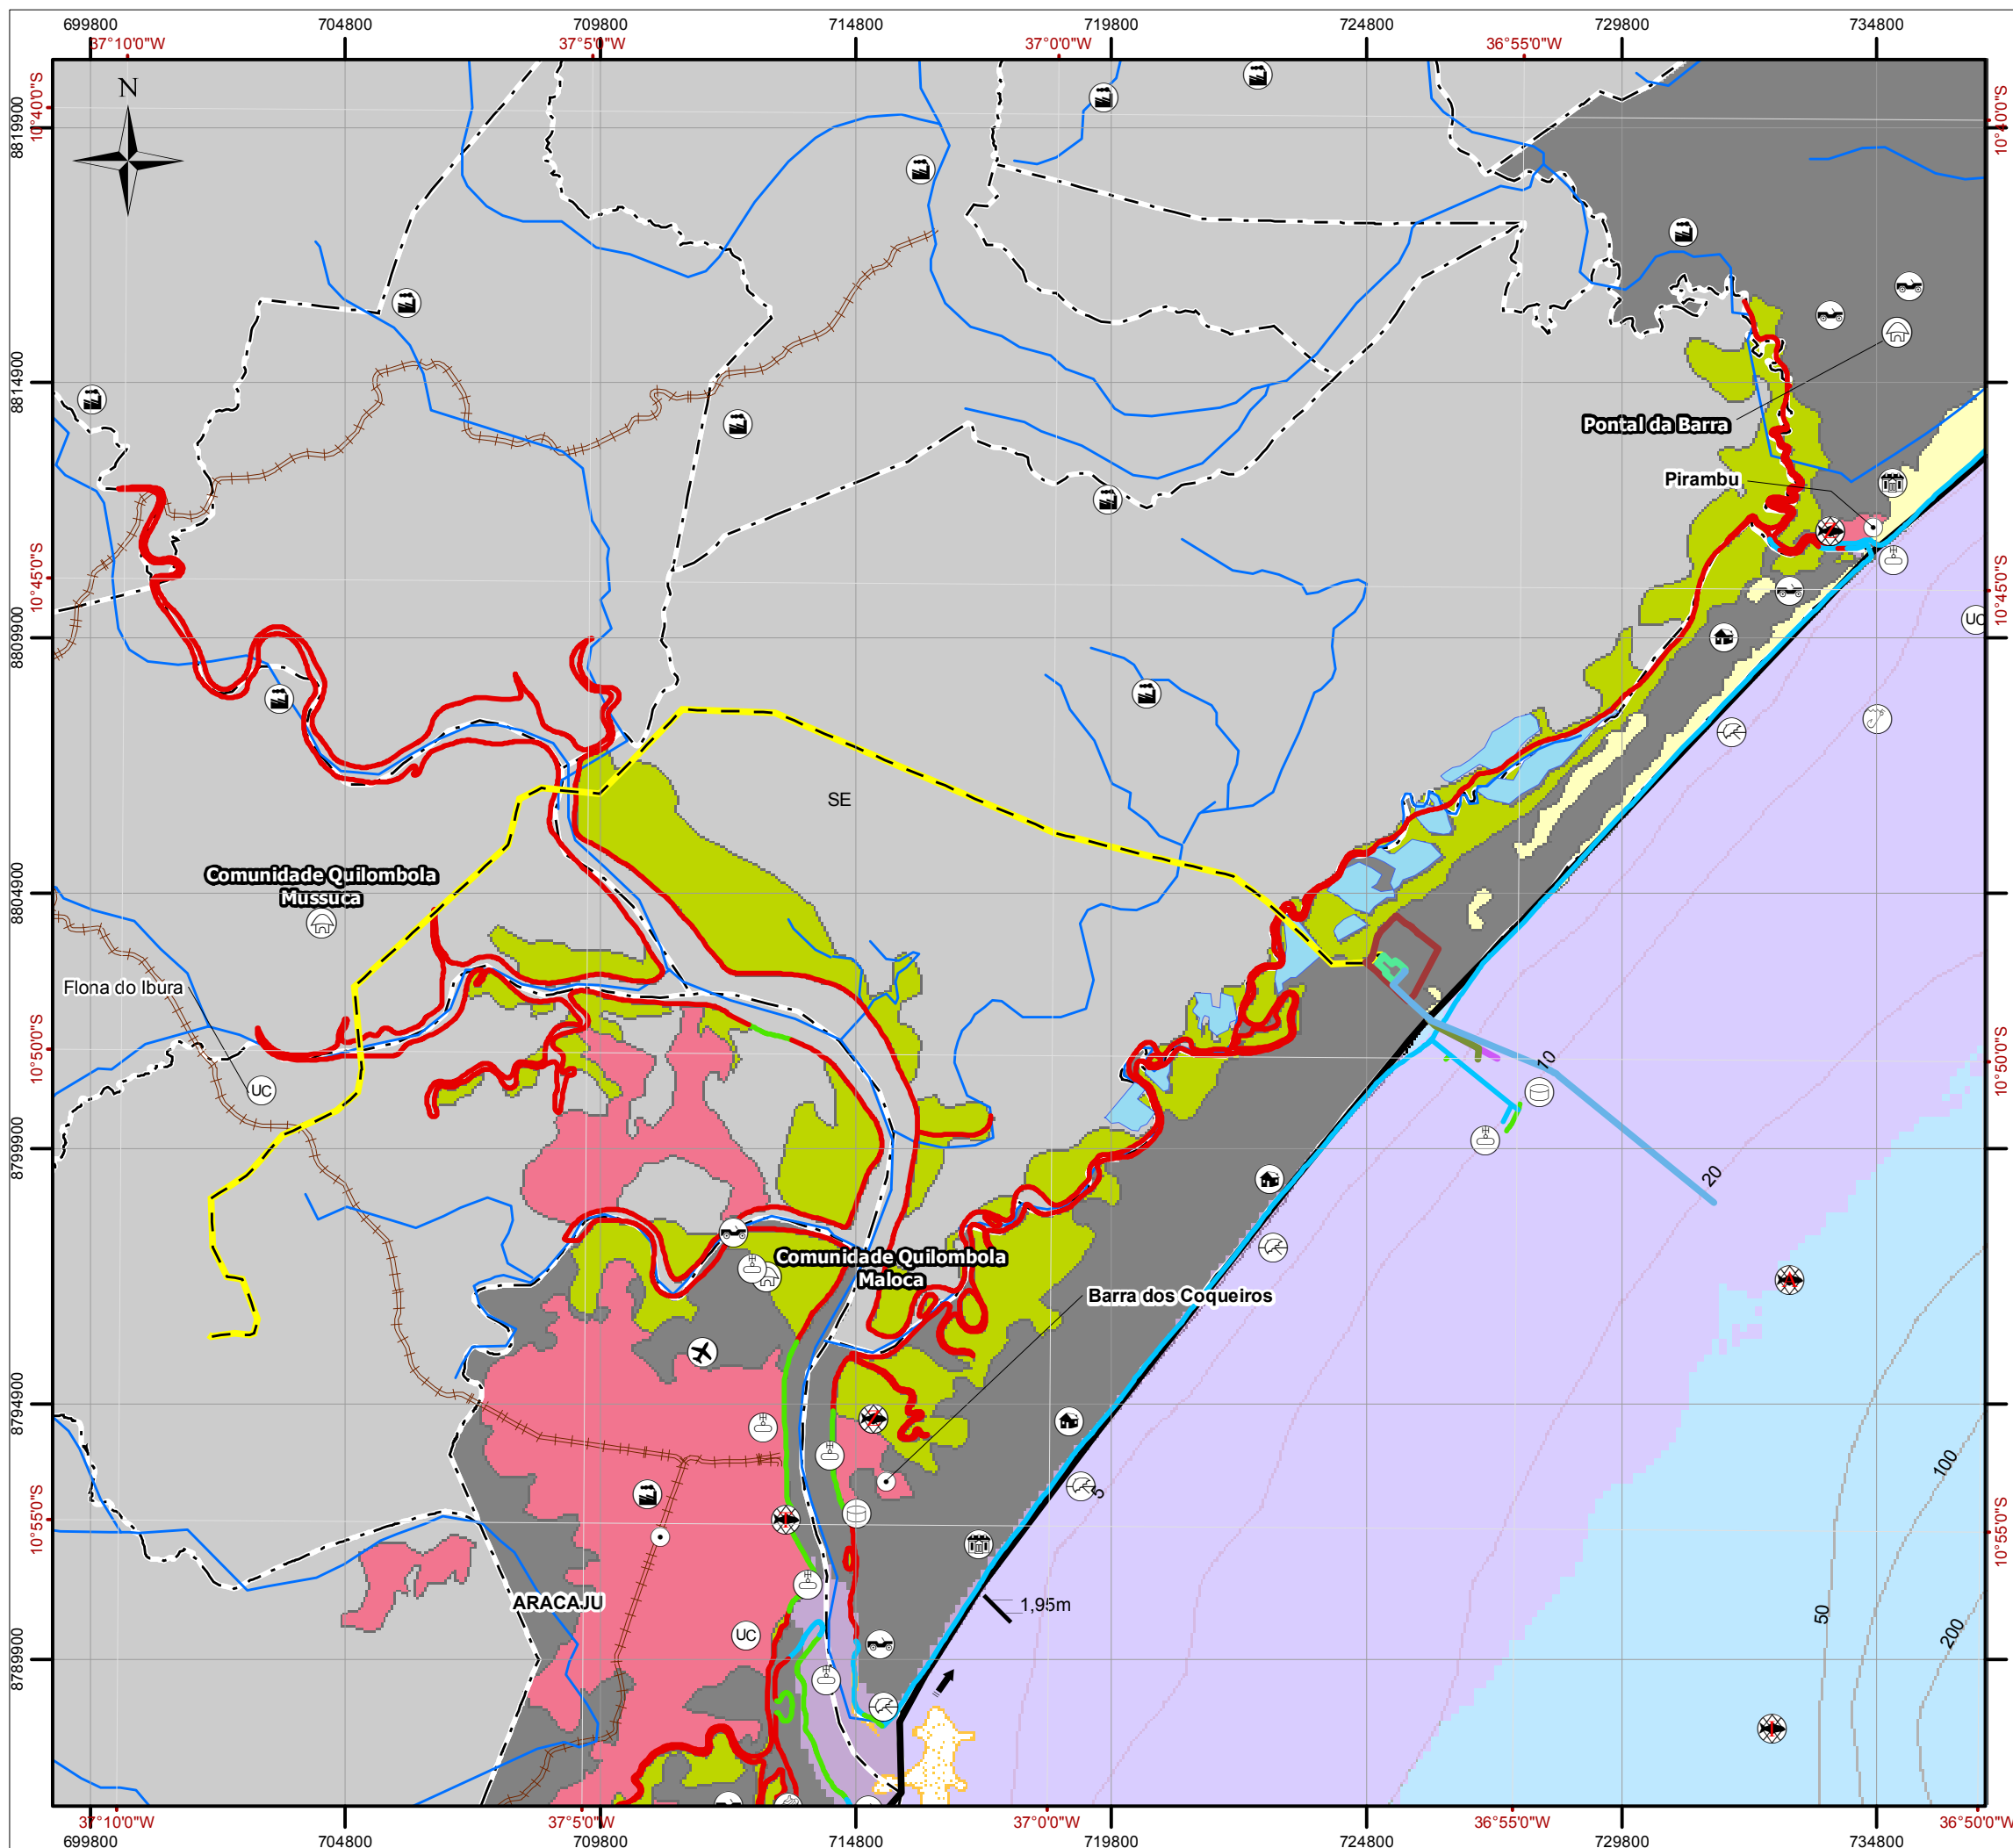 699800 704800 709800 714800 719800 724800 729800 734800
37°10'0"W 37°5'0"W 37°0'0"W 36°55'0"W
N
8819900
10°40'0"S
10°40'0"S
8814900
Pontal da Barra
Pirambu
10°45'0"S
10°45'0"S
8809900
UC
SE
Comunidade Quilombola
Mussuca
8804900
Flona do Ibura
10°50'0"S
10°50'0"S
10
UC
8799900
20
Comunidade Quilombola
Maloca
Barra dos Coqueiros
8794900
100
5
10°55'0"S
10°55'0"S
ARACAJU
1,95m
50
200
UC
8789900
37°10'0"W 37°5'0"W 37°0'0"W 36°55'0"W 36°50'0"W
699800 704800 709800 714800 719800 724800 729800 734800